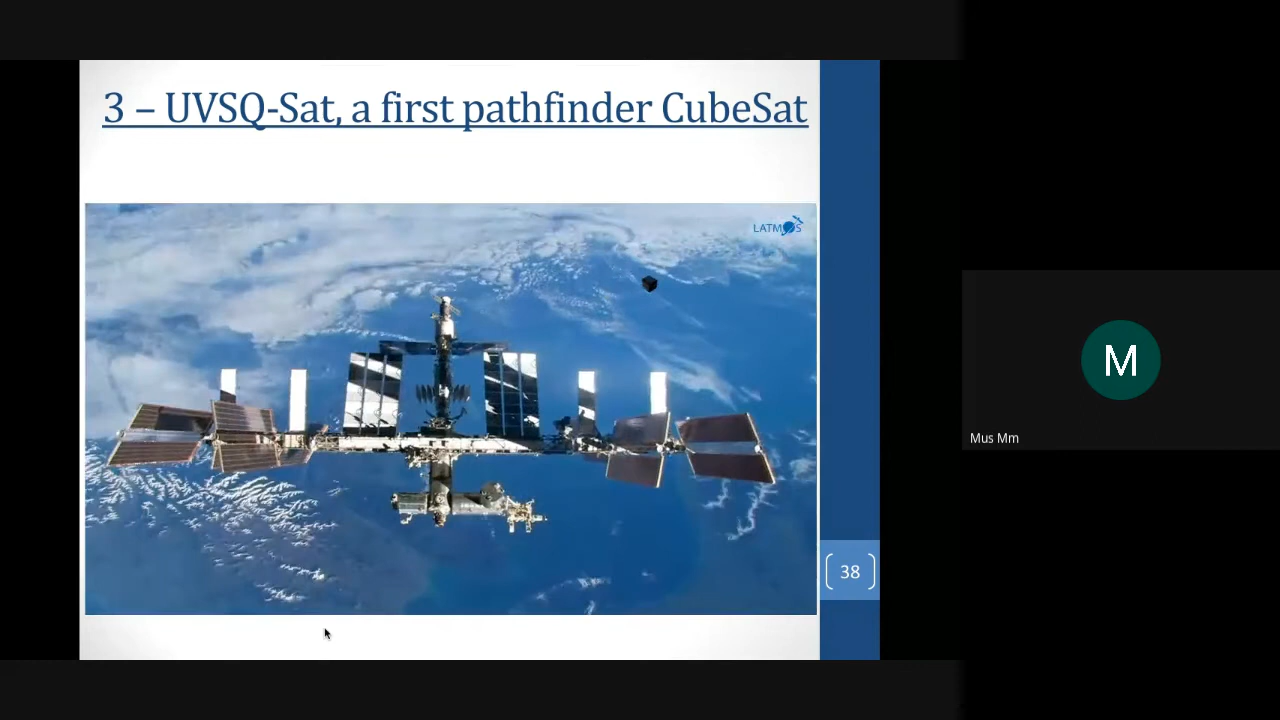 3 – UVSQ-Sat, a first pathfinder CubeSat
LATMOS
38
M
Mus Mm